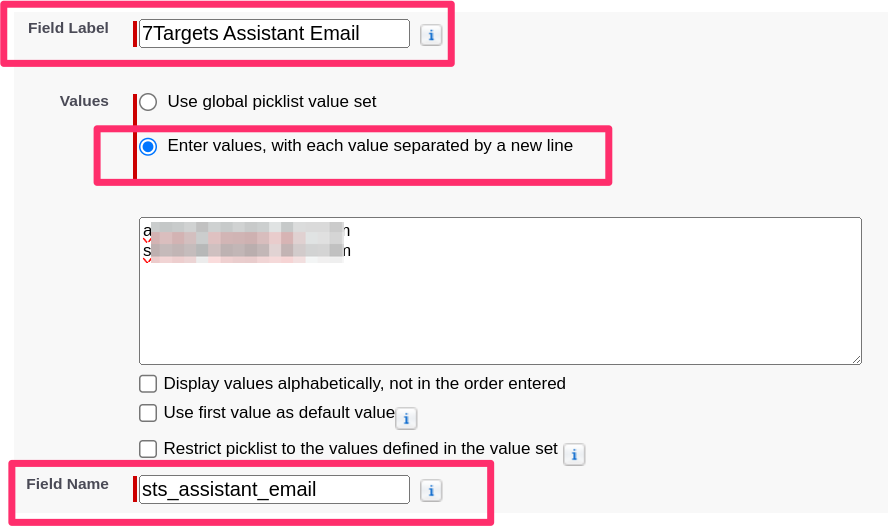 Field Label 7Targets Assistant Email
Values Use global picklist value set
Enter values, with each value separated by a new line
Display values alphabetically, not in the order entered
Use first value as default value
Restrict picklist to the values defined in the value set
Field Name sts_assistant_email